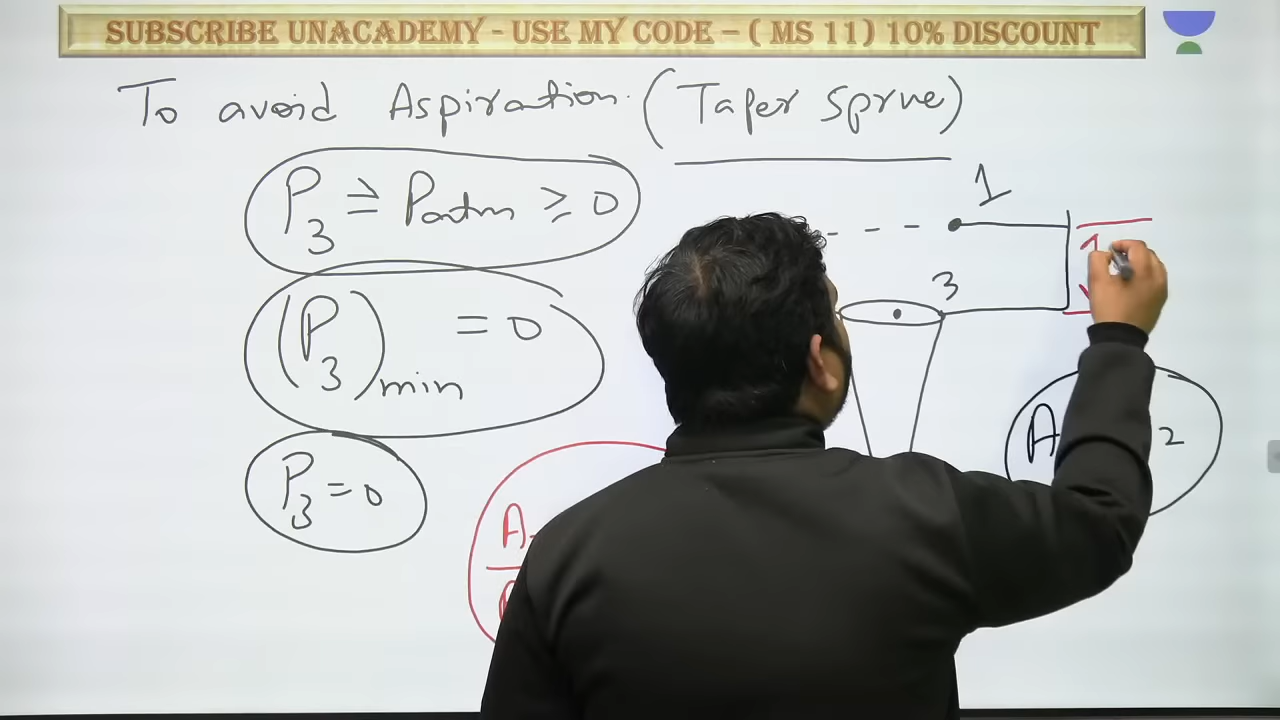 SUBSCRIBE UNACADEMY - USE MY CODE – ( MS 11) 10% DISCOUNT
To avoid Aspiration. (Taper Sprue)
P3 ≥ Patm ≥ 0
1
3
(P3)min = 0
P3 = 0
A 2
A